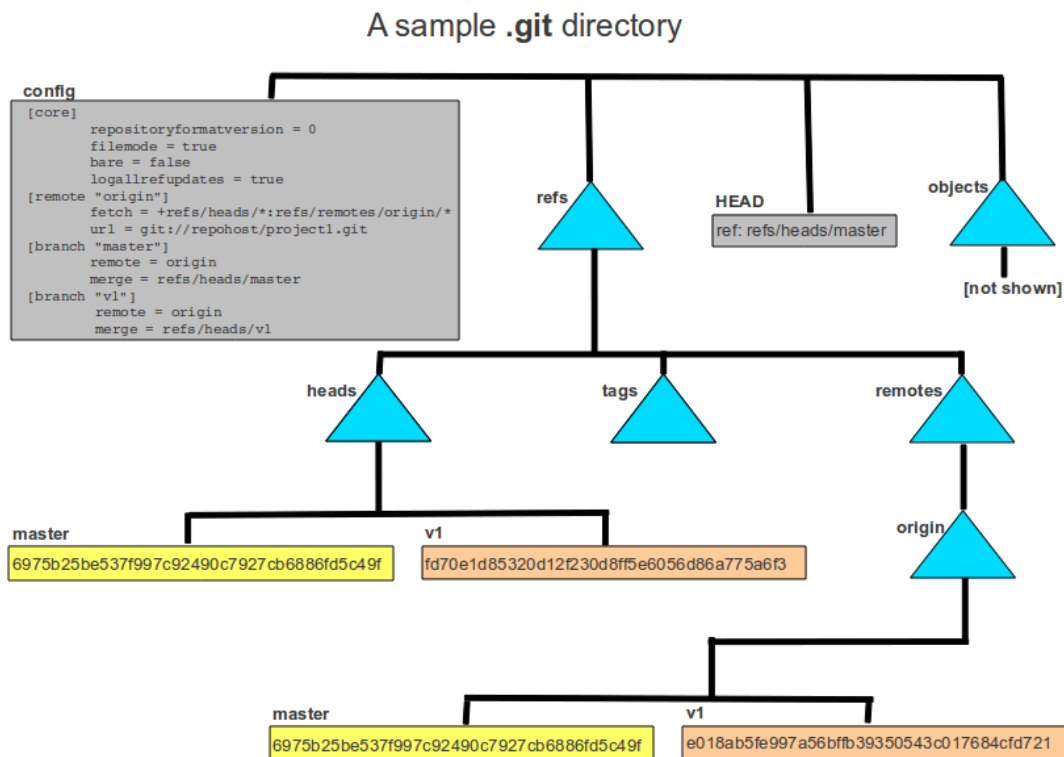 A sample .git directory
config
[core]
repositoryformatversion = 0
filemode = true
bare = false
logallrefupdates = true
[remote "origin"]
fetch = +refs/heads/*:refs/remotes/origin/*
url = git://repohost/project1.git
[branch "master"]
remote = origin
merge = refs/heads/master
[branch "v1"]
remote = origin
merge = refs/heads/v1
refs
HEAD
ref: refs/heads/master
objects
[not shown]
heads
tags
remotes
master
6975b25be537f997c92490c7927cb6886fd5c49f
v1
fd70e1d85320d12f230d8ff5e6056d86a775a6f3
origin
master
6975b25be537f997c92490c7927cb6886fd5c49f
v1
e018ab5fe997a56bffb39350543c017684cfd721